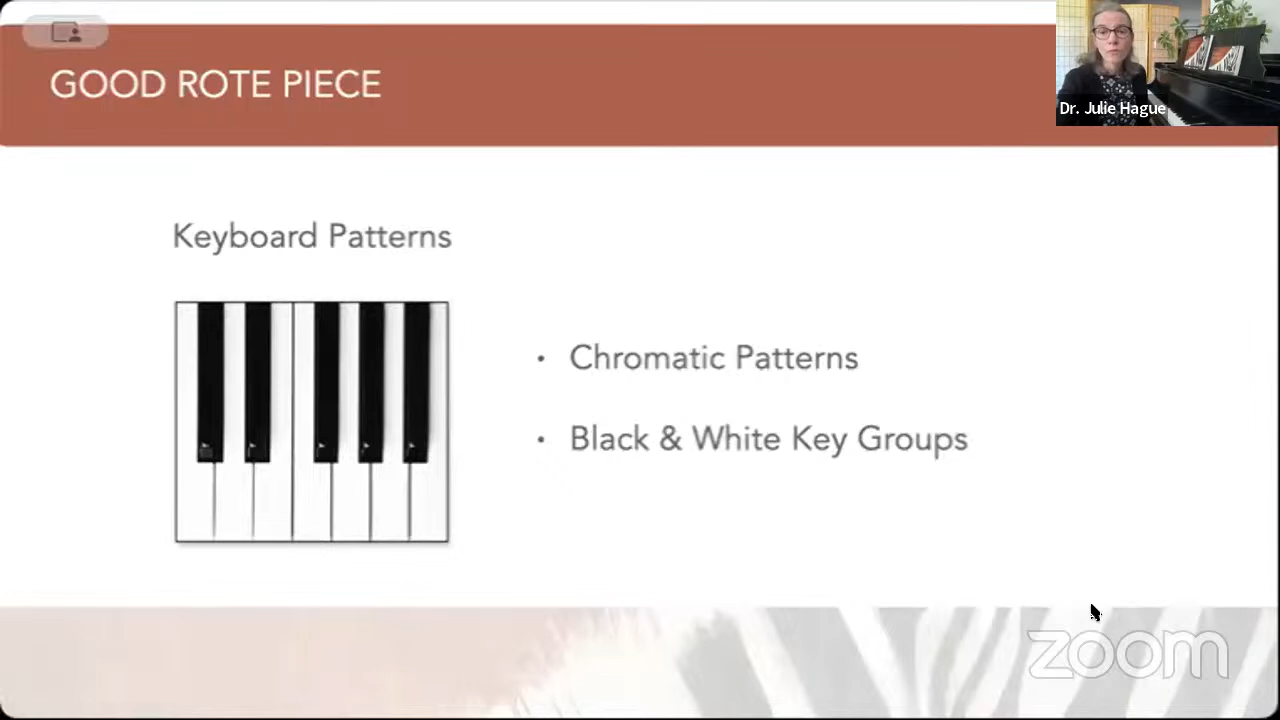 GOOD ROTE PIECE
Dr. Julie Hague
Keyboard Patterns
• Chromatic Patterns
• Black & White Key Groups
zoom